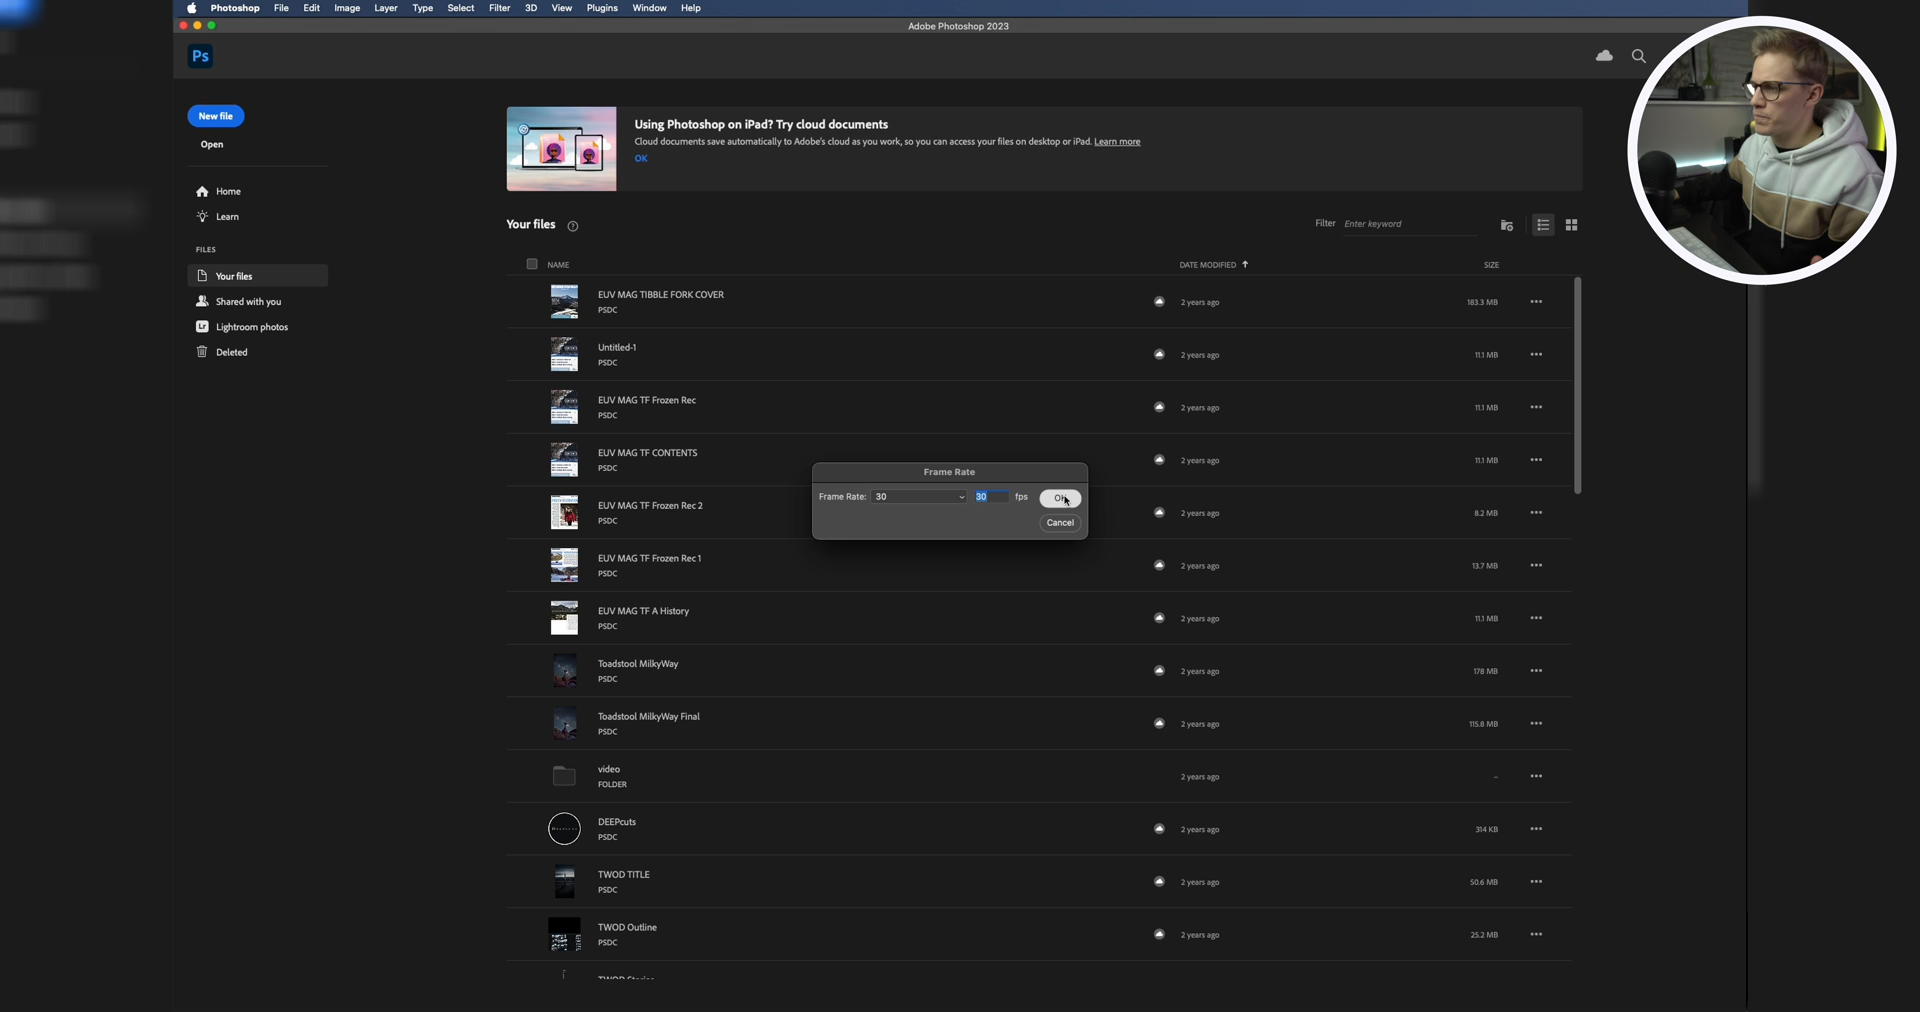 Photoshop File Edit Image Layer Type Select Filter 3D View Plugins Window Help
Adobe Photoshop 2023
Ps
New file
Open
Home
Learn
FILES
Your files
Shared with you
Lr Lightroom photos
Deleted
Using Photoshop on iPad? Try cloud documents
Cloud documents save automatically to Adobe's cloud as you work, so you can access your files on desktop or iPad. Learn more
OK
Your files ?
Filter Enter keyword
NAME DATE MODIFIED SIZE
EUV MAG TIBBLE FORK COVER
PSDC
2 years ago 183.3 MB
Untitled-1
PSDC
2 years ago 11.1 MB
EUV MAG TF Frozen Rec
PSDC
2 years ago 11.1 MB
EUV MAG TF CONTENTS
PSDC
2 years ago 11.1 MB
EUV MAG TF Frozen Rec 2
PSDC
2 years ago 8.2 MB
EUV MAG TF Frozen Rec 1
PSDC
2 years ago 13.7 MB
EUV MAG TF A History
PSDC
2 years ago 11.1 MB
Toadstool MilkyWay
PSDC
2 years ago 178 MB
Toadstool MilkyWay Final
PSDC
2 years ago 115.8 MB
video
FOLDER
2 years ago –
DEEPcuts
PSDC
2 years ago 314 KB
TWOD TITLE
PSDC
2 years ago 50.6 MB
TWOD Outline
PSDC
2 years ago 25.2 MB
Frame Rate
Frame Rate: 30 30 fps
OK
Cancel